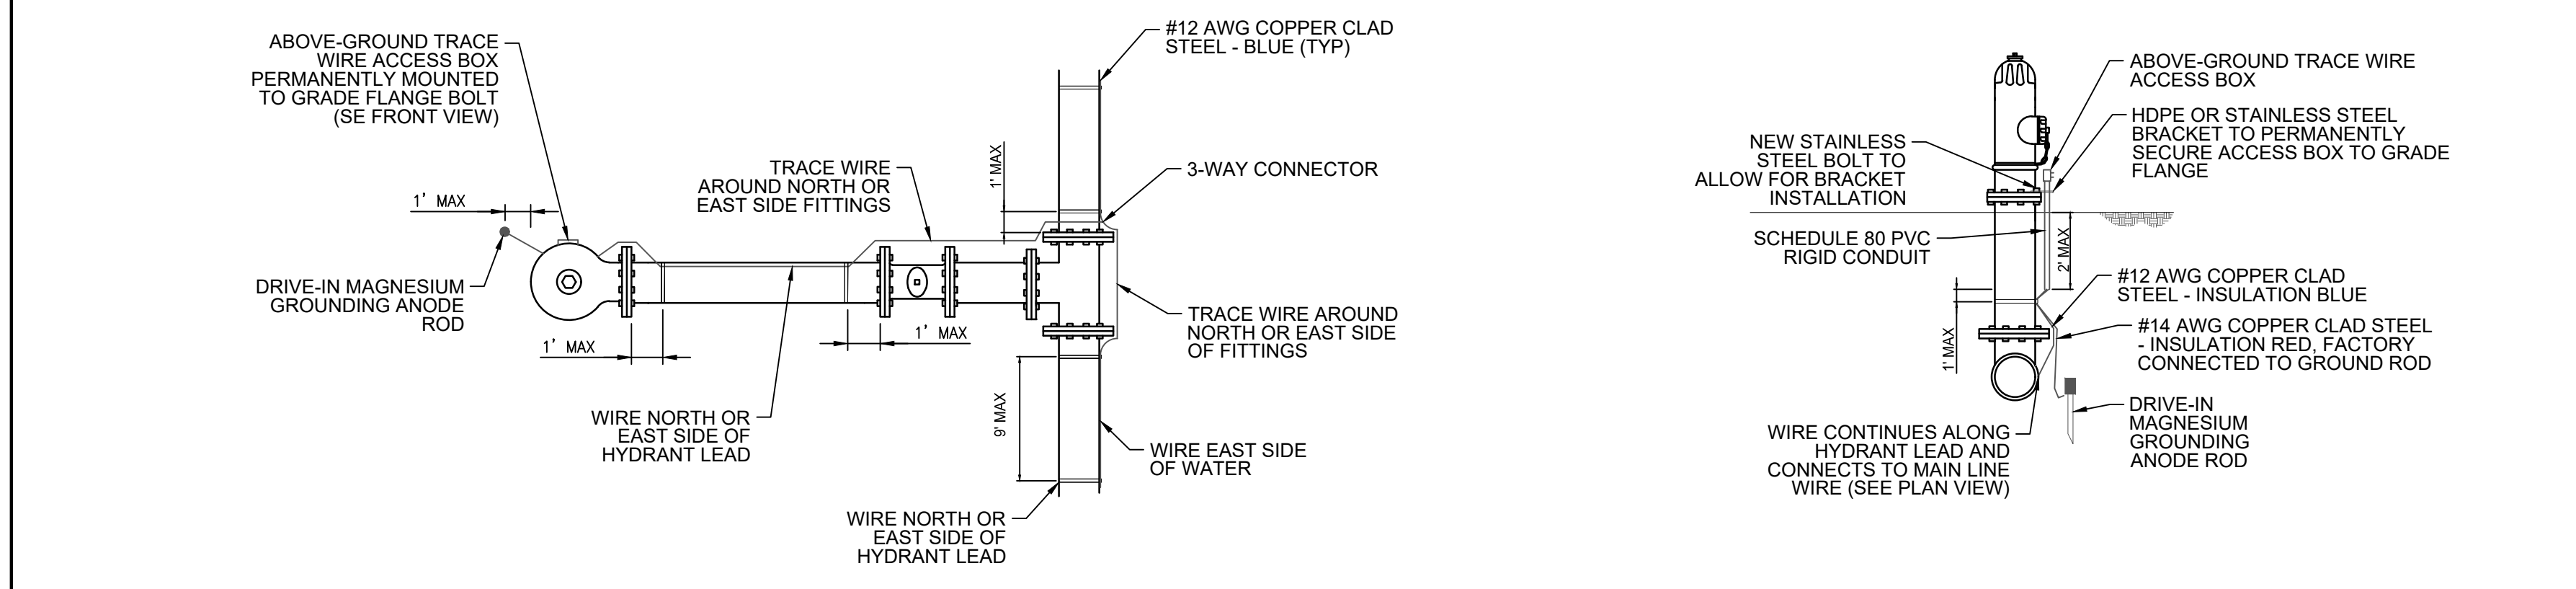 ABOVE-GROUND TRACE
WIRE ACCESS BOX
PERMANENTLY MOUNTED
TO GRADE FLANGE BOLT
(SE FRONT VIEW)
#12 AWG COPPER CLAD
STEEL - BLUE (TYP)
TRACE WIRE
AROUND NORTH OR
EAST SIDE FITTINGS
1' MAX
3-WAY CONNECTOR
1' MAX
DRIVE-IN MAGNESIUM
GROUNDING ANODE
ROD
1' MAX
1' MAX
TRACE WIRE AROUND
NORTH OR EAST SIDE
OF FITTINGS
WIRE NORTH OR
EAST SIDE OF
HYDRANT LEAD
9' MAX
WIRE EAST SIDE
OF WATER
WIRE NORTH OR
EAST SIDE OF
HYDRANT LEAD
ABOVE-GROUND TRACE WIRE
ACCESS BOX
HDPE OR STAINLESS STEEL
BRACKET TO PERMANENTLY
SECURE ACCESS BOX TO GRADE
FLANGE
NEW STAINLESS
STEEL BOLT TO
ALLOW FOR BRACKET
INSTALLATION
SCHEDULE 80 PVC
RIGID CONDUIT
2' MAX
#12 AWG COPPER CLAD
STEEL - INSULATION BLUE
#14 AWG COPPER CLAD STEEL
- INSULATION RED, FACTORY
CONNECTED TO GROUND ROD
1' MAX
DRIVE-IN
MAGNESIUM
GROUNDING
ANODE ROD
WIRE CONTINUES ALONG
HYDRANT LEAD AND
CONNECTS TO MAIN LINE
WIRE (SEE PLAN VIEW)